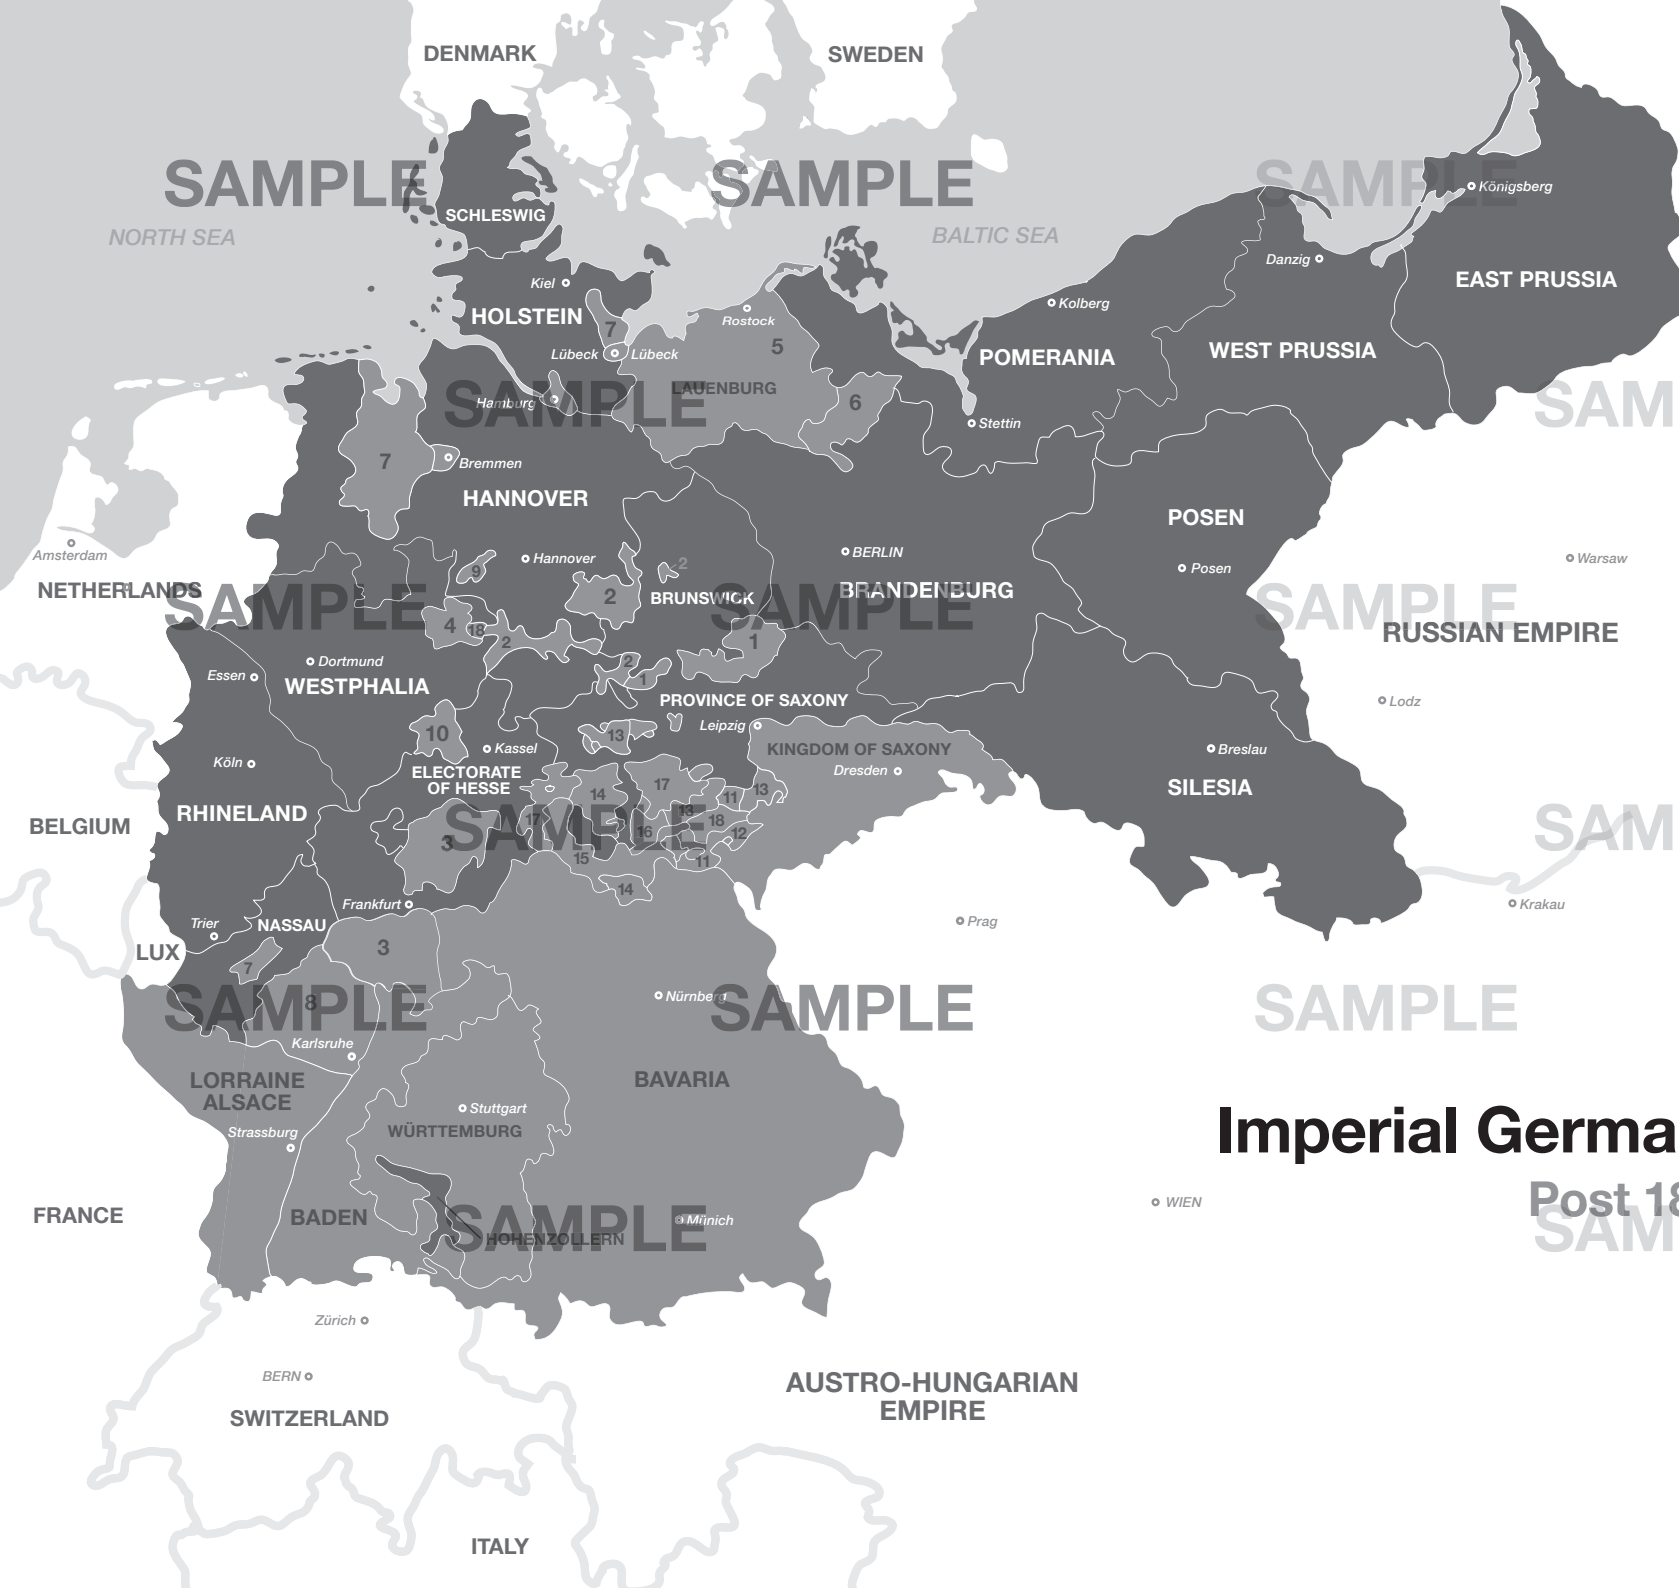 DENMARK
SWEDEN
SAMPLE
SAMPLE
SAMPLE
Königsberg
SCHLESWIG
NORTH SEA
BALTIC SEA
Danzig
Kiel
EAST PRUSSIA
HOLSTEIN
7
Rostock
Kolberg
Lübeck
Lübeck
5
POMERANIA
WEST PRUSSIA
LAUENBURG
SAMPLE
SAM
Hamburg
6
Stettin
7
Bremmen
HANNOVER
POSEN
Amsterdam
Hannover
BERLIN
Warsaw
9
2
Posen
NETHERLANDS
2
BRUNSWICK
BRANDENBURG
SAMPLE
SAMPLE
SAMPLE
4
18
2
1
RUSSIAN EMPIRE
Dortmund
2
Essen
1
WESTPHALIA
PROVINCE OF SAXONY
Lodz
10
13
Leipzig
Kassel
KINGDOM OF SAXONY
Breslau
Köln
ELECTORATE
OF HESSE
Dresden
17
13
SILESIA
14
11
RHINELAND
13
BELGIUM
17
18
SAMPLE
SAM
16
12
3
15
11
14
Frankfurt
Krakau
Trier
NASSAU
Prag
LUX
3
7
Nürnberg
8
SAMPLE
SAMPLE
SAMPLE
Karlsruhe
LORRAINE
ALSACE
BAVARIA
Stuttgart
Imperial Germa
Strassburg
WÜRTTEMBURG
Post 18
WIEN
FRANCE
BADEN
Münich
SAMPLE
SAM
HOHENZOLLERN
Zürich
BERN
AUSTRO-HUNGARIAN
EMPIRE
SWITZERLAND
ITALY